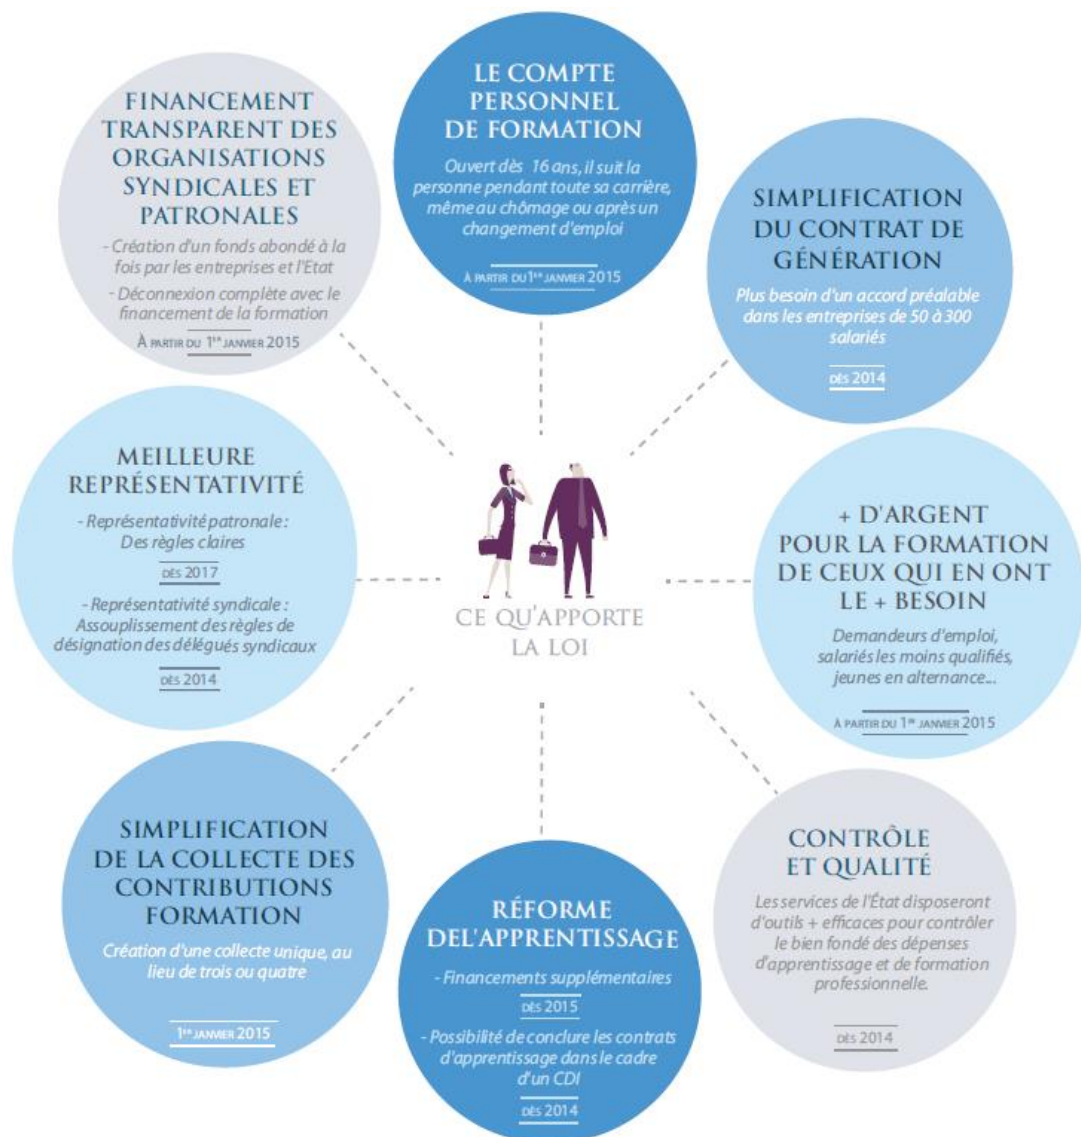 LE COMPTE
PERSONNEL
DE FORMATION
Ouvert dès 16 ans, il suit la
personne pendant toute sa carrière,
même au chômage ou après un
changement d'emploi
À PARTIR DU 1ER JANVIER 2015
FINANCEMENT
TRANSPARENT DES
ORGANISATIONS
SYNDICALES ET
PATRONALES
- Création d'un fonds abondé à la
fois par les entreprises et l'Etat
- Déconnexion complète avec le
financement de la formation
À PARTIR DU 1ER JANVIER 2015
SIMPLIFICATION
DU CONTRAT DE
GÉNÉRATION
Plus besoin d'un accord préalable
dans les entreprises de 50 à 300
salariés
DÈS 2014
MEILLEURE
REPRÉSENTATIVITÉ
- Représentativité patronale :
Des règles claires
DÈS 2017
- Représentativité syndicale :
Assouplissement des règles de
désignation des délégués syndicaux
DÈS 2014
CE QU'APPORTE
LA LOI
+ D'ARGENT
POUR LA FORMATION
DE CEUX QUI EN ONT
LE + BESOIN
Demandeurs d'emploi,
salariés les moins qualifiés,
jeunes en alternance...
À PARTIR DU 1ER JANVIER 2015
SIMPLIFICATION
DE LA COLLECTE DES
CONTRIBUTIONS
FORMATION
Création d'une collecte unique, au
lieu de trois ou quatre
1ER JANVIER 2015
RÉFORME
DEL'APPRENTISSAGE
- Financements supplémentaires
DÈS 2015
- Possibilité de conclure les contrats
d'apprentissage dans le cadre
d'un CDI
DÈS 2014
CONTRÔLE
ET QUALITÉ
Les services de l'État disposeront
d'outils + efficaces pour contrôler
le bien fondé des dépenses
d'apprentissage et de formation
professionnelle.
DÈS 2014